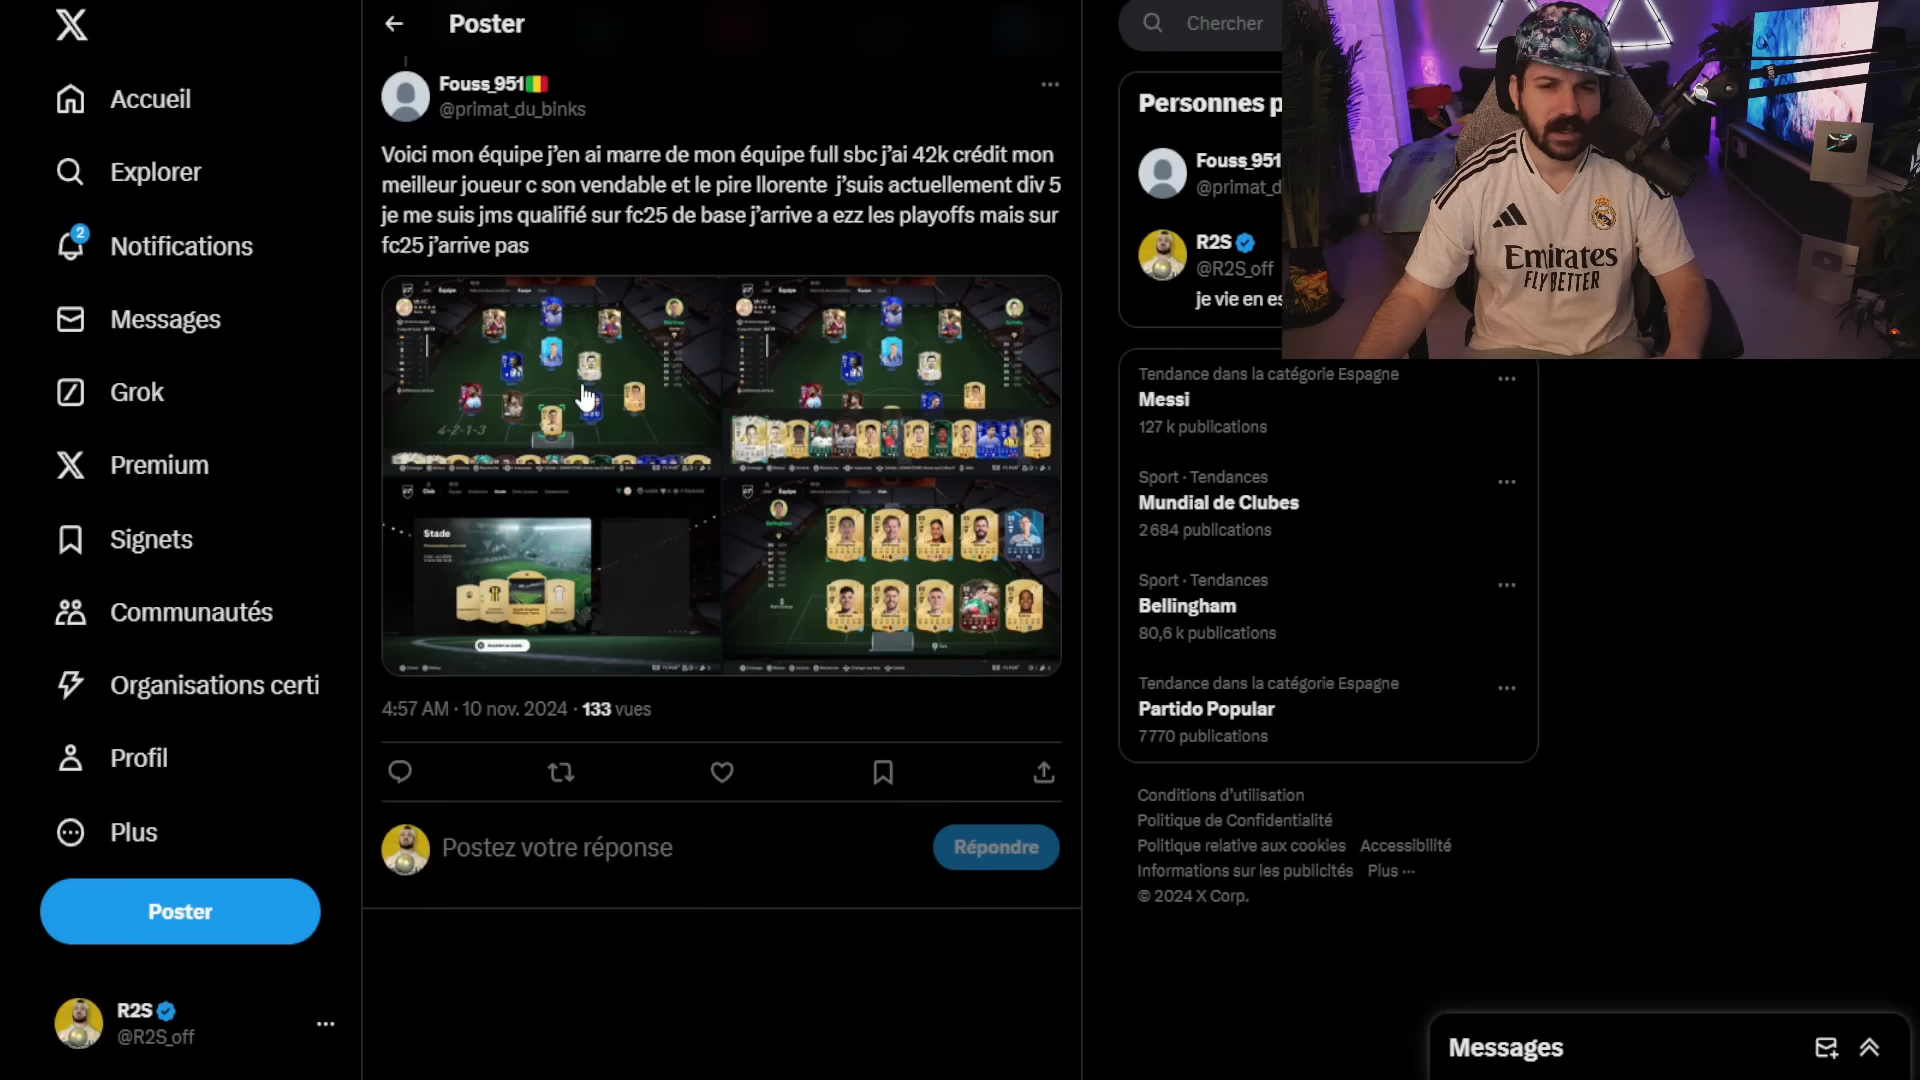 Accueil
Explorer
2
Notifications
Messages
Grok
Premium
Signets
Communautés
Organisations certi
Profil
Plus
Poster
R2S
@R2S_off
Poster
Fouss_951
@primat_du_binks
Voici mon équipe j’en ai marre de mon équipe full sbc j’ai 42k crédit mon
meilleur joueur c son vendable et le pire llorente j’suis actuellement div 5
je me suis jms qualifié sur fc25 de base j’arrive a ezz les playoffs mais sur
fc25 j’arrive pas
Équipe
4-2-1-3
Équipe
Club
Stade
Équipe
4:57 AM · 10 nov. 2024 · 133 vues
Postez votre réponse
Répondre
Chercher
Personnes p
Fouss_951
@primat_d
R2S
@R2S_off
je vie en es
Tendance dans la catégorie Espagne
Messi
127 k publications
Sport · Tendances
Mundial de Clubes
2 684 publications
Sport · Tendances
Bellingham
80,6 k publications
Tendance dans la catégorie Espagne
Partido Popular
7 770 publications
Conditions d’utilisation
Politique de Confidentialité
Politique relative aux cookies Accessibilité
Informations sur les publicités Plus ···
© 2024 X Corp.
Messages
Emirates
FLY BETTER